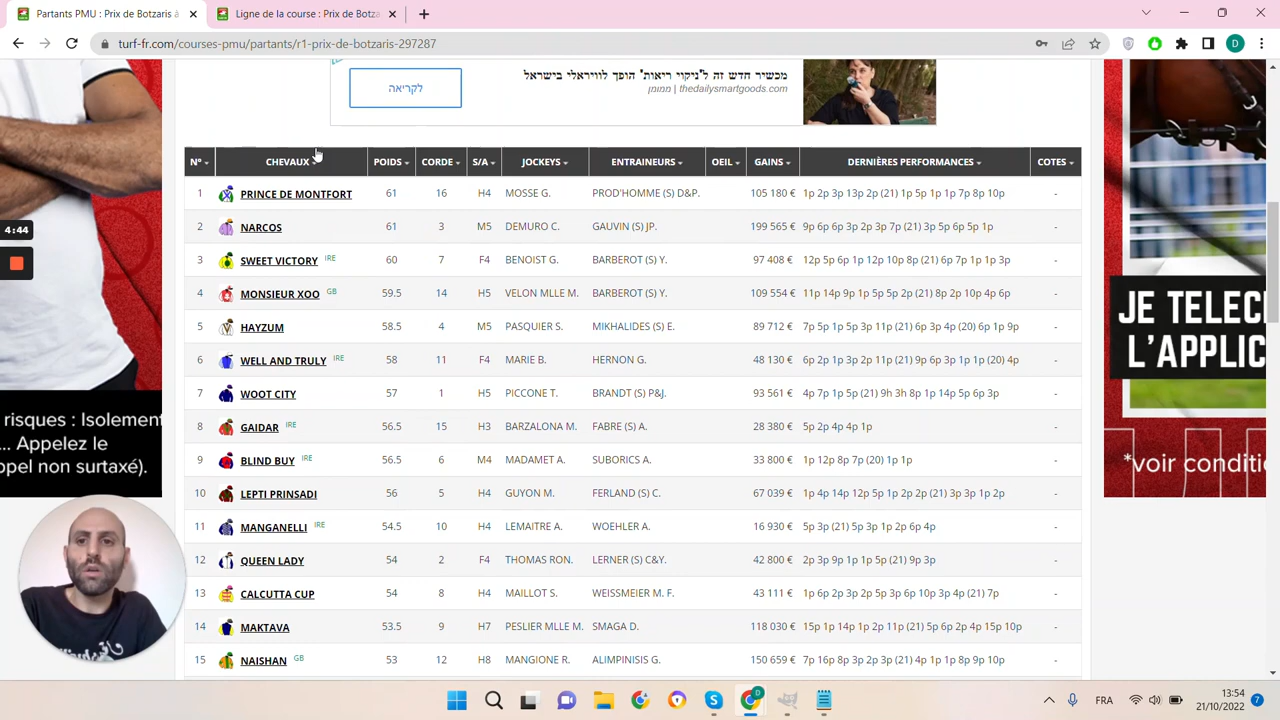 Partants PMU : Prix de Botzaris à
Ligne de la course : Prix de Botza
turf-fr.com/courses-pmu/partants/r1-prix-de-botzaris-297287
D
לקריאה
מכשיר חדש זה ל"ניקוי ריאות" הופך לוויראלי בישראל
ממומן | thedailysmartgoods.com
N° CHEVAUX POIDS CORDE S/A JOCKEYS ENTRAINEURS OEIL GAINS DERNIÈRES PERFORMANCES COTES
1 PRINCE DE MONTFORT 61 16 H4 MOSSE G. PROD'HOMME (S) D&P. 105 180 € 1p 2p 3p 13p 2p (21) 1p 5p 1p 1p 7p 8p 10p -
2 NARCOS 61 3 M5 DEMURO C. GAUVIN (S) JP. 199 565 € 9p 6p 6p 3p 2p 3p 7p (21) 3p 5p 6p 5p 1p -
3 SWEET VICTORY IRE 60 7 F4 BENOIST G. BARBEROT (S) Y. 97 408 € 12p 5p 6p 1p 12p 10p 8p (21) 6p 7p 1p 1p 3p -
4 MONSIEUR XOO GB 59.5 14 H5 VELON MLLE M. BARBEROT (S) Y. 109 554 € 11p 14p 9p 1p 5p 5p 2p (21) 8p 2p 10p 4p 6p -
5 HAYZUM 58.5 4 M5 PASQUIER S. MIKHALIDES (S) E. 89 712 € 7p 5p 1p 5p 3p 11p (21) 6p 3p 4p (20) 6p 1p 9p -
6 WELL AND TRULY IRE 58 11 F4 MARIE B. HERNON G. 48 130 € 6p 2p 1p 3p 2p 11p (21) 9p 6p 3p 1p 1p (20) 4p -
7 WOOT CITY 57 1 H5 PICCONE T. BRANDT (S) P&J. 93 561 € 4p 7p 1p 5p (21) 9h 3h 8p 1p 14p 5p 6p 3p -
8 GAIDAR IRE 56.5 15 H3 BARZALONA M. FABRE (S) A. 28 380 € 5p 2p 4p 4p 1p -
9 BLIND BUY IRE 56.5 6 M4 MADAMET A. SUBORICS A. 33 800 € 1p 12p 8p 7p (20) 1p 1p -
10 LEPTI PRINSADI 56 5 H4 GUYON M. FERLAND (S) C. 67 039 € 1p 4p 14p 12p 5p 1p 2p 2p (21) 3p 3p 1p 2p -
11 MANGANELLI IRE 54.5 10 H4 LEMAITRE A. WOEHLER A. 16 930 € 5p 3p (21) 5p 3p 1p 2p 6p 4p -
12 QUEEN LADY 54 2 F4 THOMAS RON. LERNER (S) C&Y. 42 800 € 2p 3p 9p 1p 1p 5p (21) 9p 3p -
13 CALCUTTA CUP 54 8 H4 MAILLOT S. WEISSMEIER M. F. 43 111 € 1p 6p 2p 3p 5p 3p 6p 10p 3p 4p (21) 7p -
14 MAKTAVA 53.5 9 H7 PESLIER MLLE M. SMAGA D. 118 030 € 15p 1p 14p 1p 2p 11p (21) 5p 6p 2p 4p 15p 10p -
15 NAISHAN GB 53 12 H8 MANGIONE R. ALIMPINISIS G. 150 659 € 7p 16p 8p 3p 2p 3p (21) 4p 1p 1p 8p 9p 10p -
4:44
risques : Isolement
... Appelez le
ppel non surtaxé).
JE TELEC
L'APPLIC
*voir conditi
FRA
13:54
21/10/2022
7
D